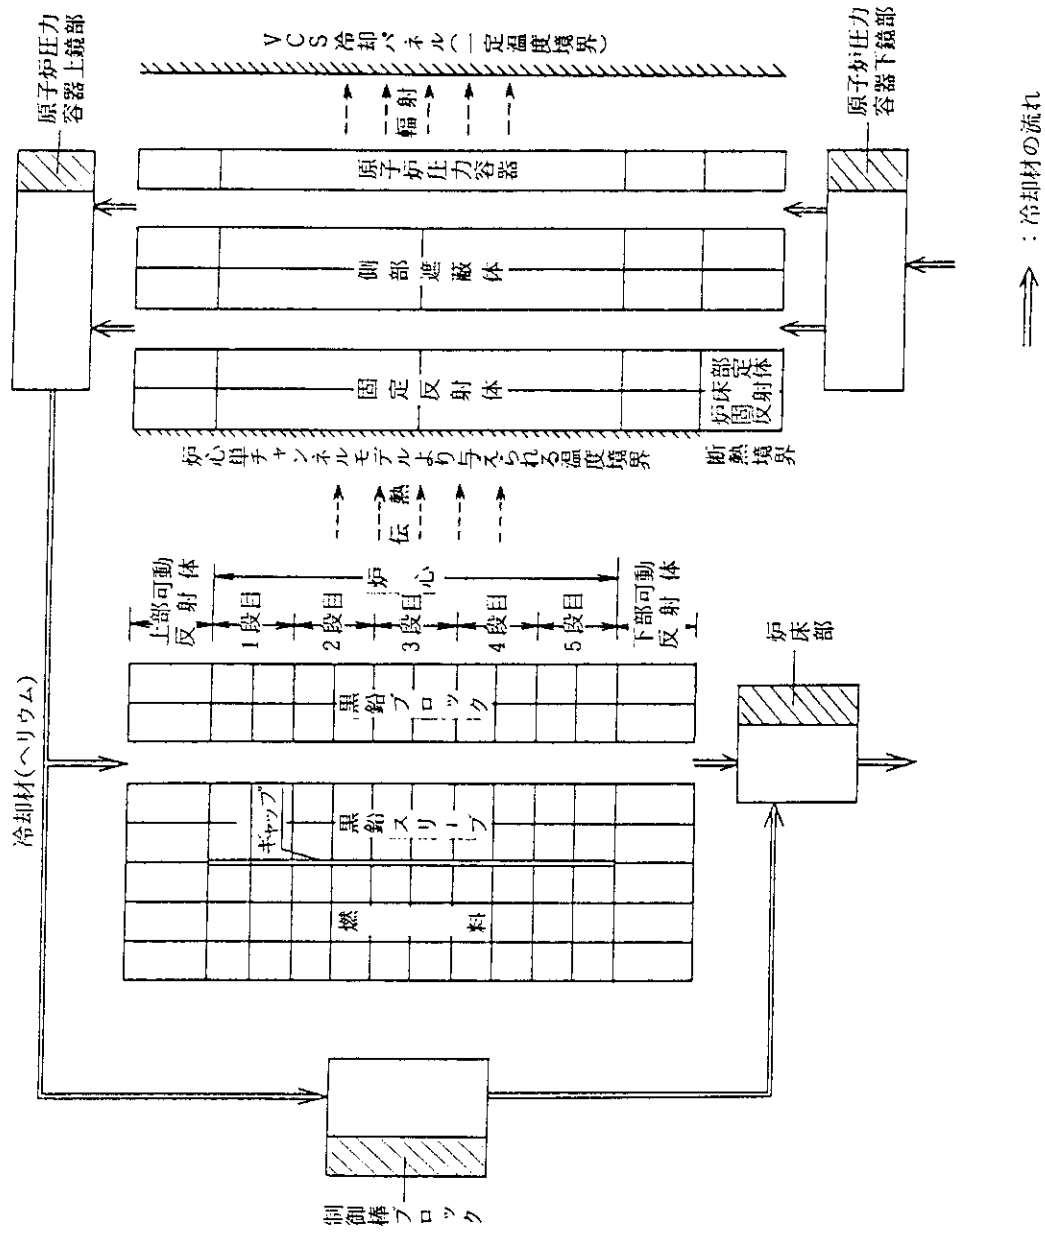 冷却材(ヘリウム)
制御棒ブロック
燃料
ギャップ
黒鉛スリーブ
黒鉛ブロック
上部可動
反射体
1段目
2段目
3段目
4段目
5段目
炉心
下部可動
反射体
炉床部
伝熱
炉心単チャンネルモデルより与えられる温度境界
断熱境界
固定反射体
炉床部
固定
反射体
側部遮蔽体
原子炉圧力容器
輻射
VCS冷却パネル(一定温度境界)
原子炉圧力
容器上鏡部
原子炉圧力
容器下鏡部
:冷却材の流れ